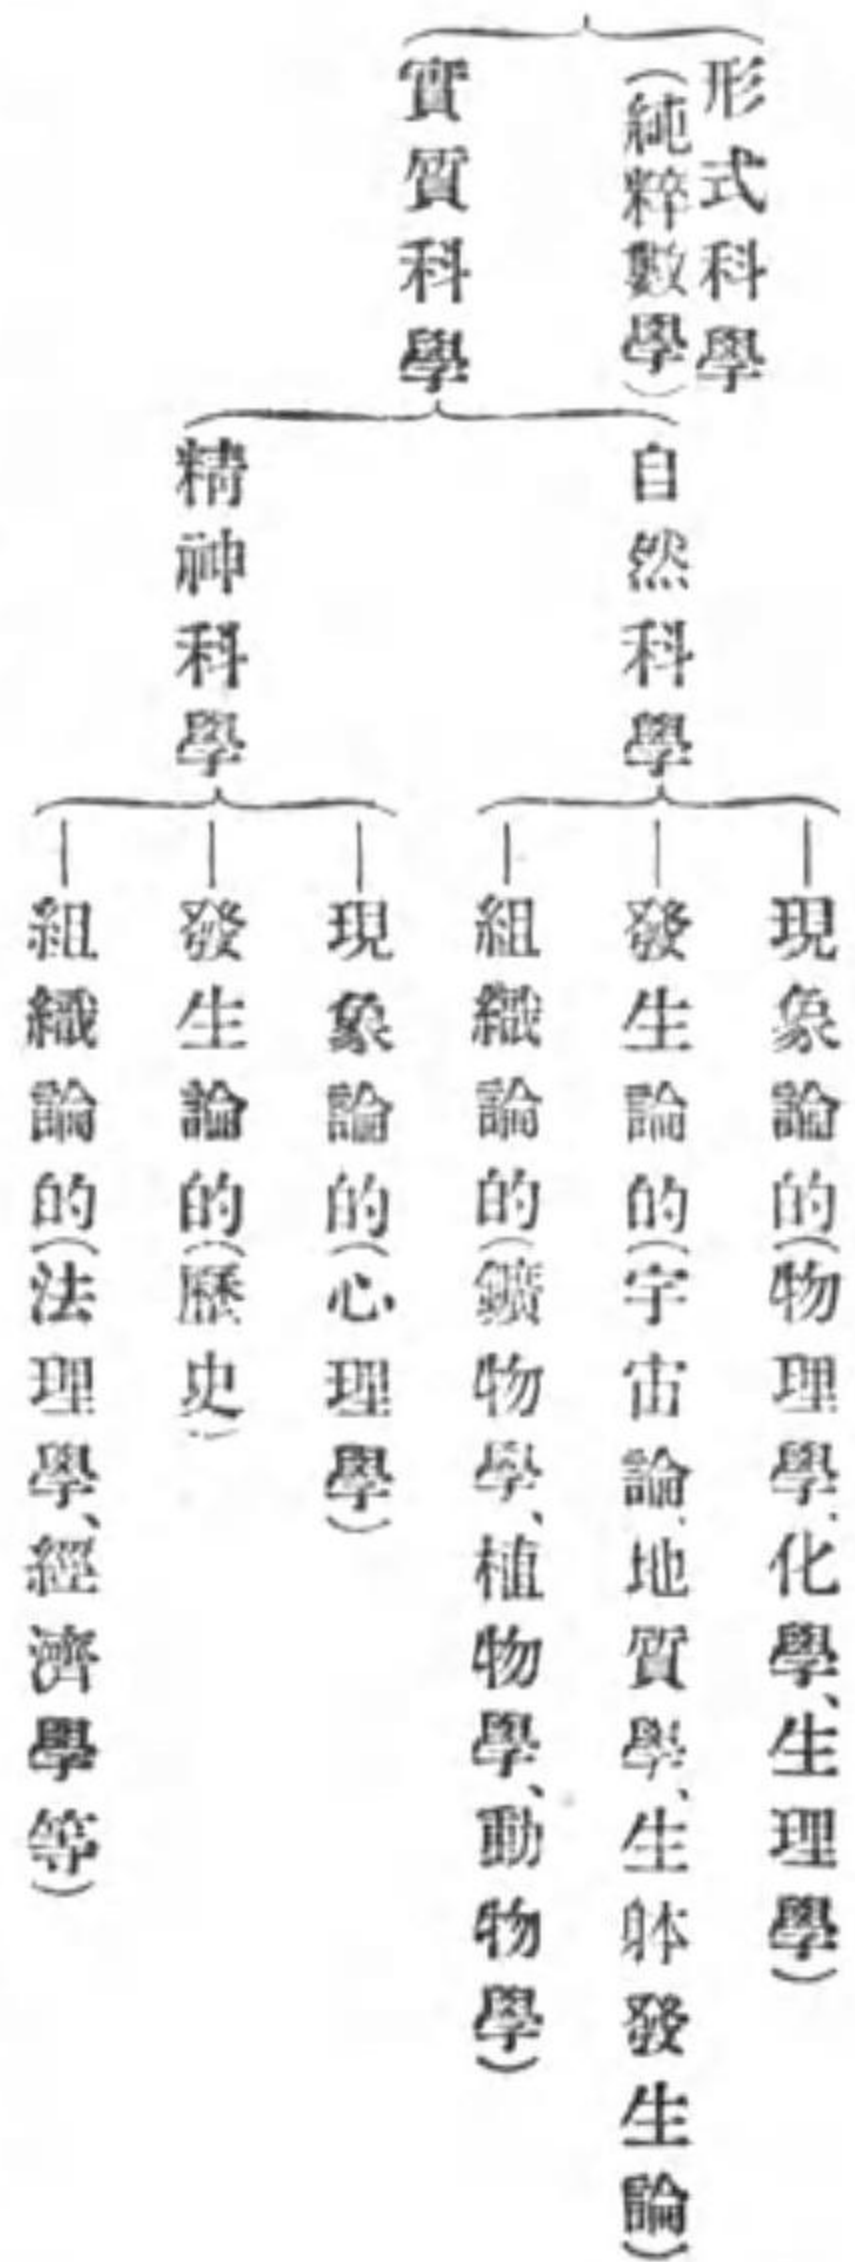 形式科學
(純粹數學)
實質科學
自然科學
現象論的(物理學、化學、生理學)
發生論的(宇宙論、地質學、生躰發生論)
組織論的(鑛物學、植物學、動物學)
精神科學
現象論的(心理學)
發生論的(歷史)
組織論的(法理學、經濟學等)